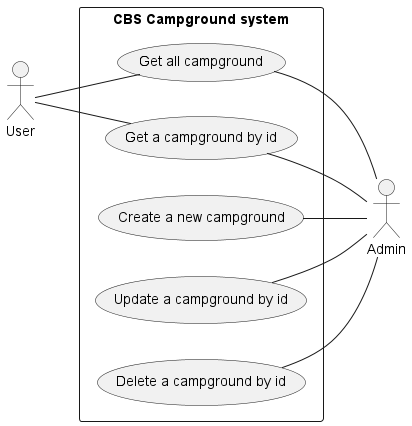 CBS Campground system
Get all campground
User
Get a campground by id
Create a new campground
Admin
Update a campground by id
Delete a campground by id